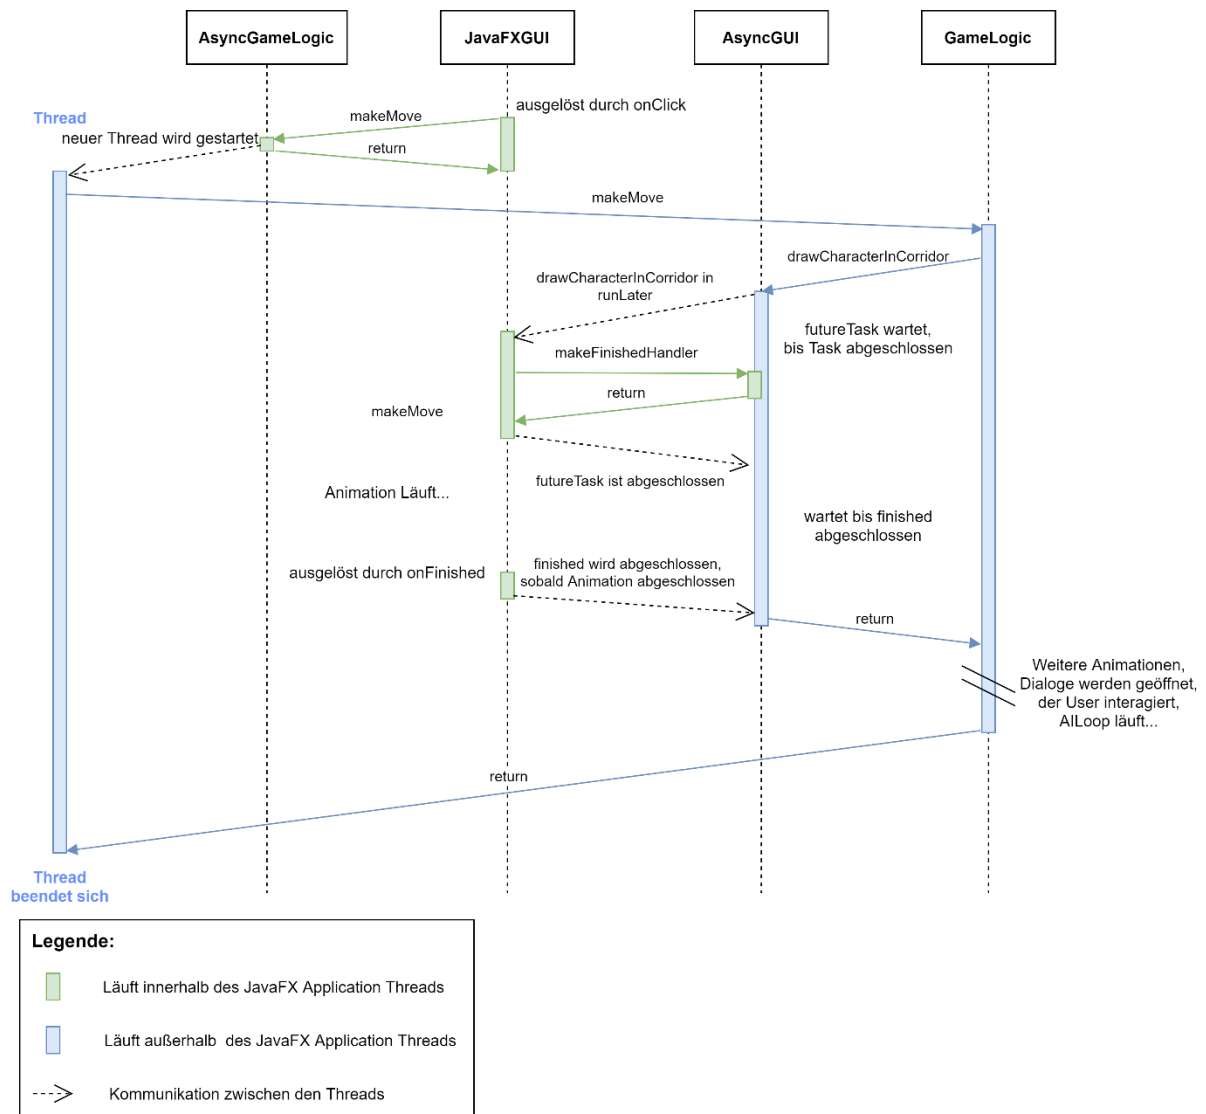 AsyncGameLogic
JavaFXGUI
AsyncGUI
GameLogic
ausgelöst durch onClick
Thread
makeMove
neuer Thread wird gestartet
return
makeMove
drawCharacterInCorridor
drawCharacterInCorridor in
runLater
futureTask wartet,
bis Task abgeschlossen
makeFinishedHandler
return
makeMove
futureTask ist abgeschlossen
Animation Läuft...
wartet bis finished
abgeschlossen
ausgelöst durch onFinished
finished wird abgeschlossen,
sobald Animation abgeschlossen
return
Weitere Animationen,
Dialoge werden geöffnet,
der User interagiert,
AILoop läuft...
return
Thread
beendet sich
Legende:
Läuft innerhalb des JavaFX Application Threads
Läuft außerhalb des JavaFX Application Threads
Kommunikation zwischen den Threads